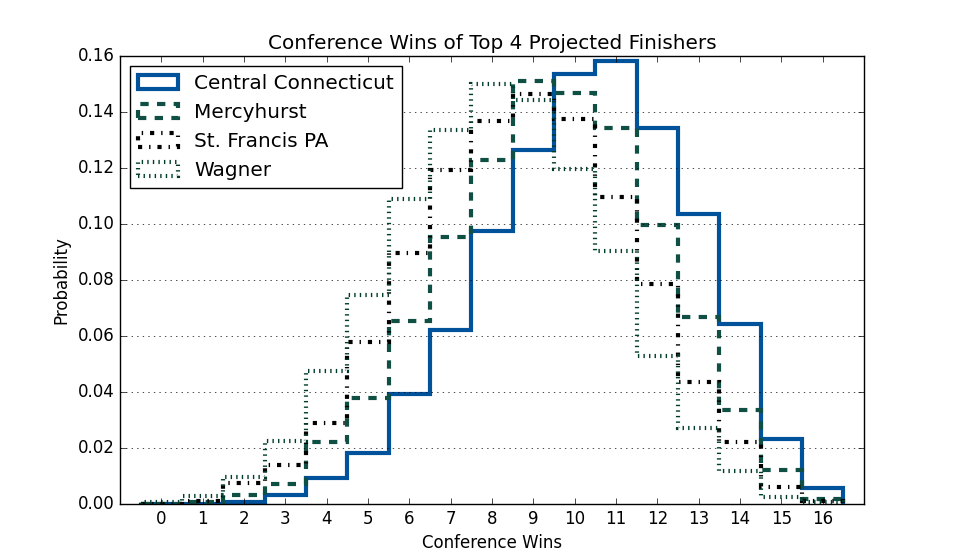 Conference Wins of Top 4 Projected Finishers
0.16
0.14
0.12
0.10
0.08
0.06
0.04
0.02
0.00
Probability
Central Connecticut
Mercyhurst
St. Francis PA
Wagner
0 1 2 3 4 5 6 7 8 9 10 11 12 13 14 15 16
Conference Wins